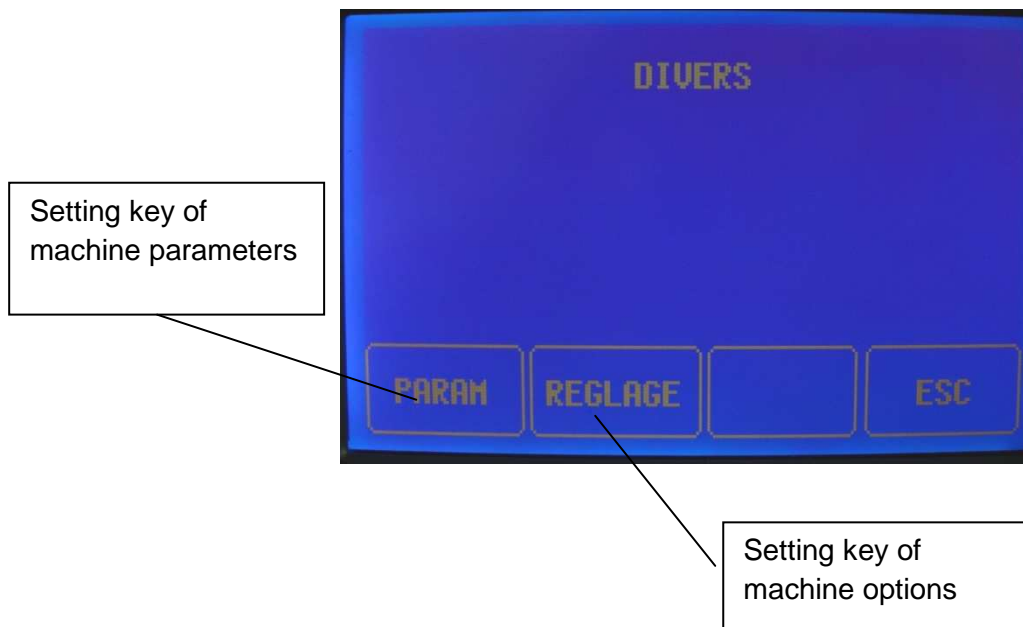 DIVERS
Setting key of
machine parameters
PARAM
REGLAGE
ESC
Setting key of
machine options